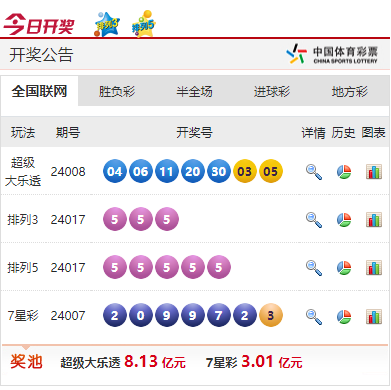 今日开奖 排列3 排列5
开奖公告 中国体育彩票
CHINA SPORTS LOTTERY
全国联网 胜负彩 半全场 进球彩 地方彩
玩法 期号 开奖号 详情 历史 图表
超级
大乐透 24008 04 06 11 20 30 03 05
排列3 24017 5 5 5
排列5 24017 5 5 5 5 5
7星彩 24007 2 0 9 9 7 2 3
奖池 超级大乐透 8.13 亿元 7星彩 3.01 亿元